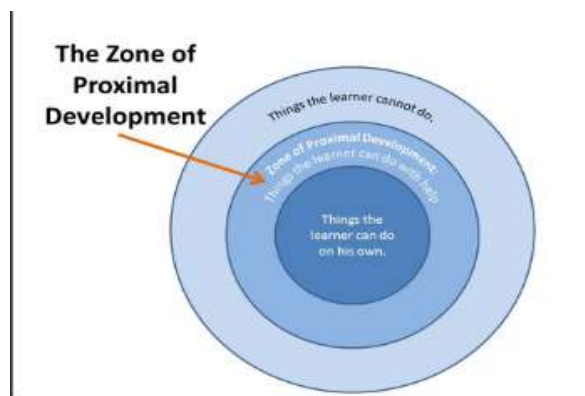 The Zone of
Proximal
Development
Things the learner cannot do.
Zone of Proximal Development:
Things the learner can do with help
Things the
learner can do
on his own.